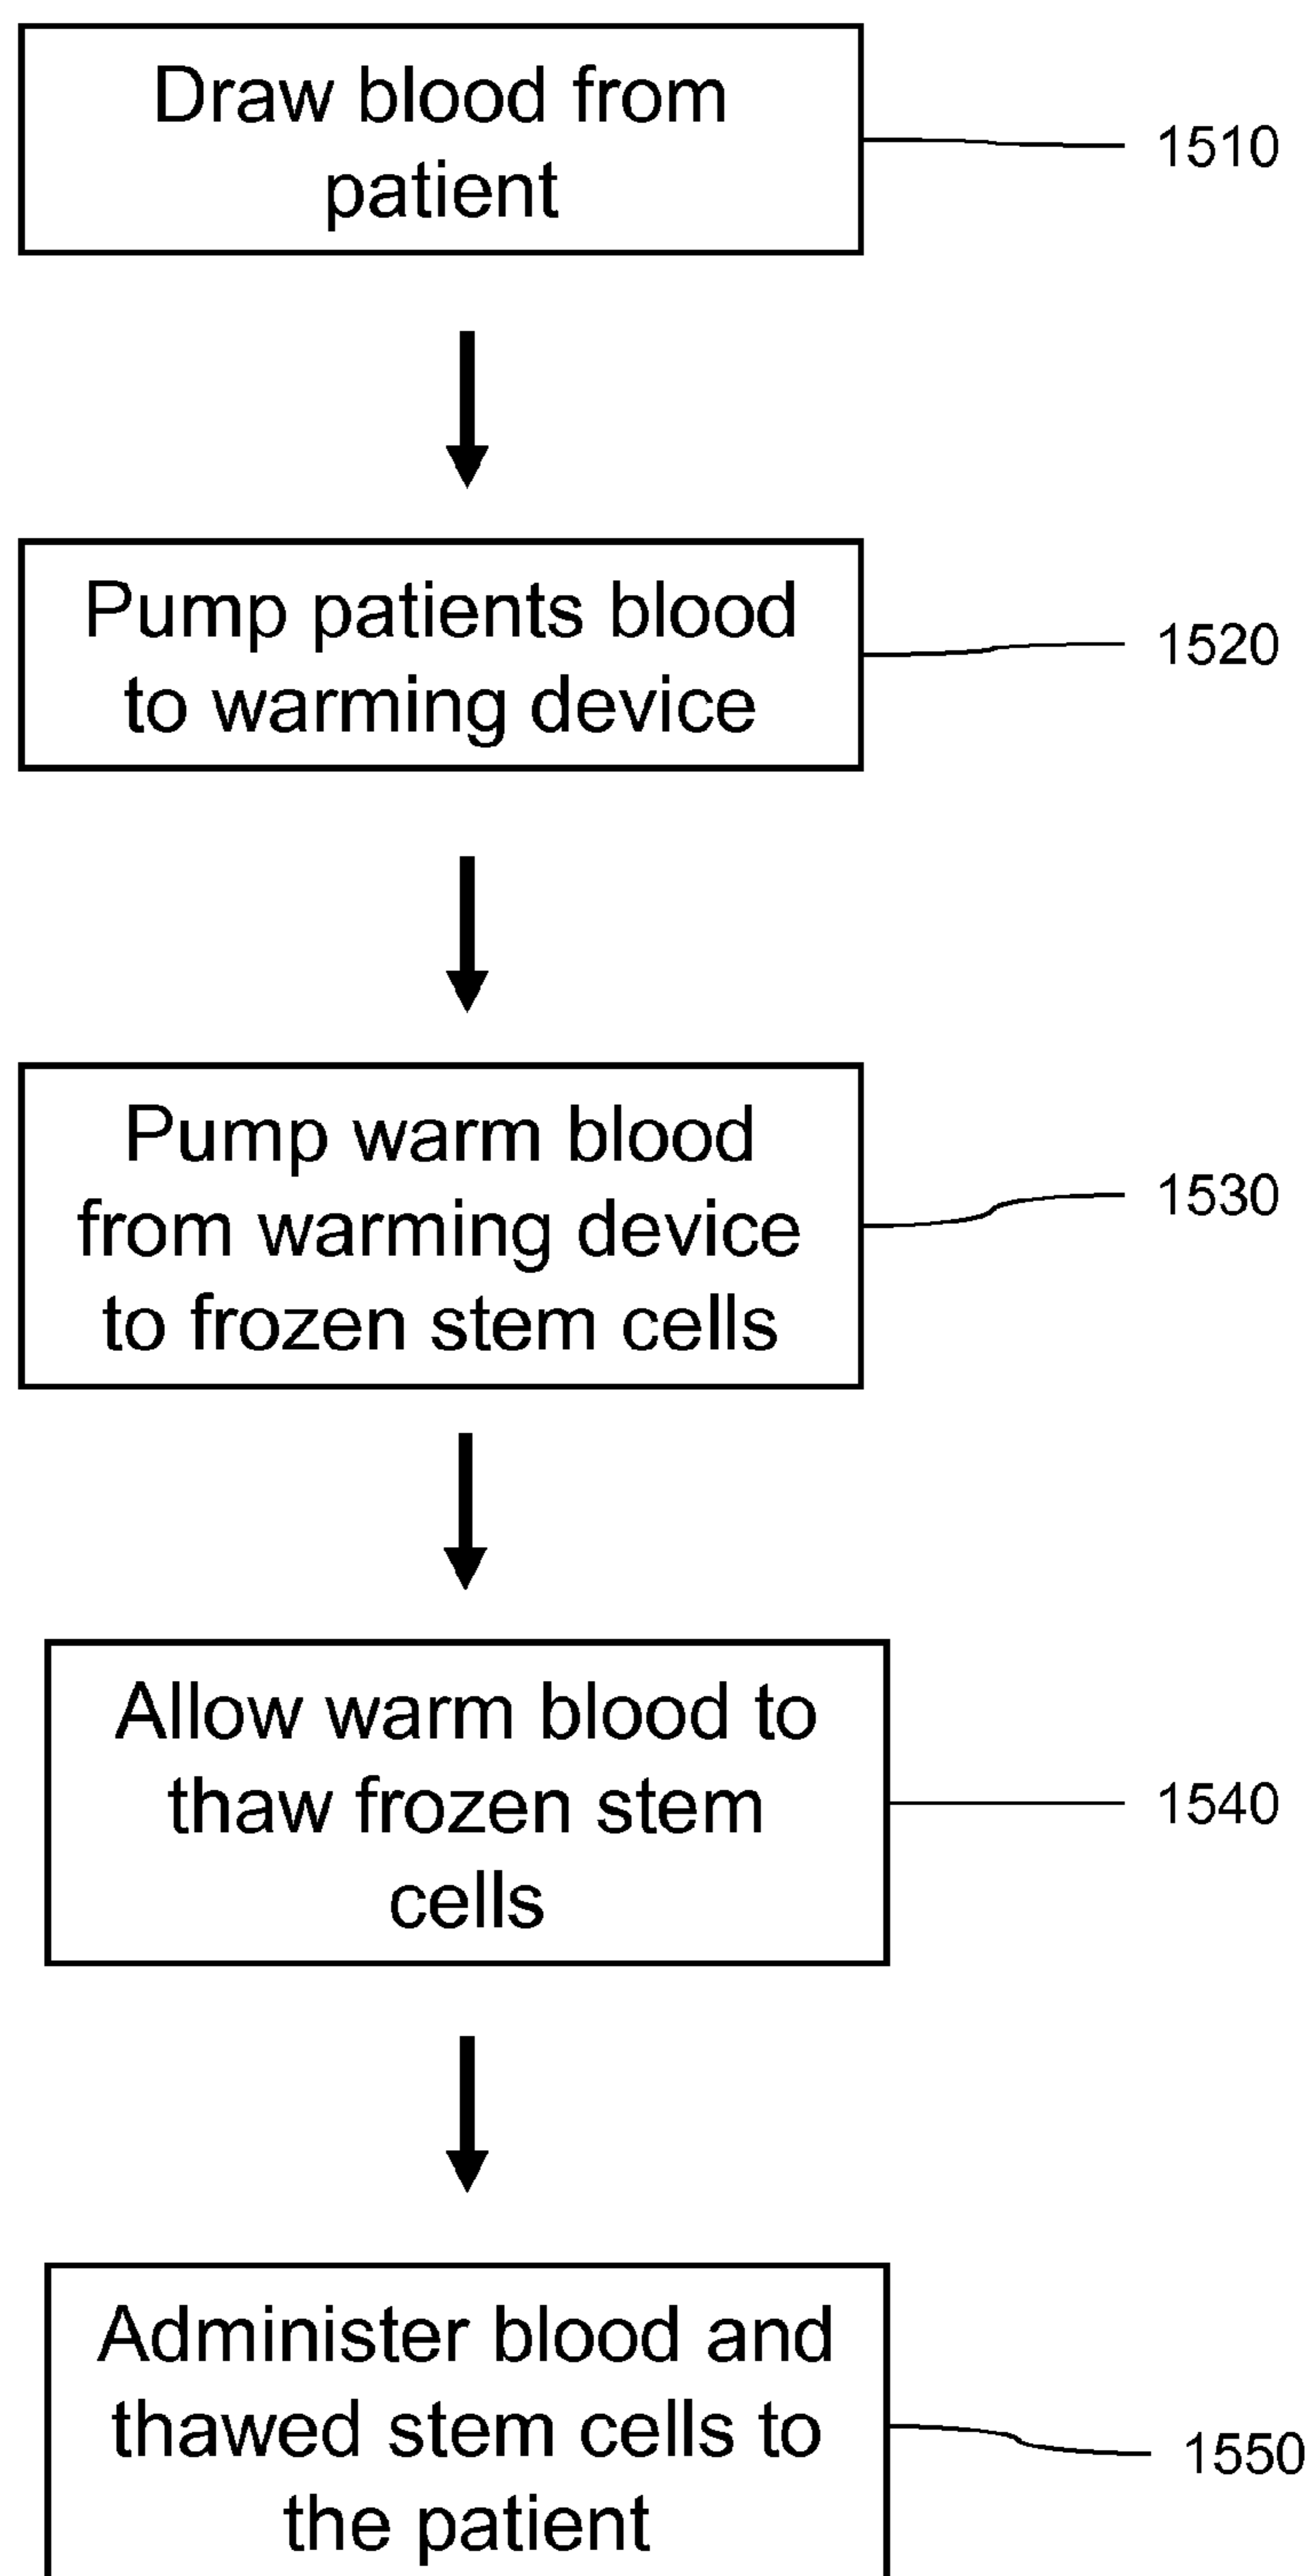 Draw blood from
patient
1510
Pump patients blood
to warming device
1520
Pump warm blood
from warming device
to frozen stem cells
1530
Allow warm blood to
thaw frozen stem
cells
1540
Administer blood and
thawed stem cells to
the patient
1550